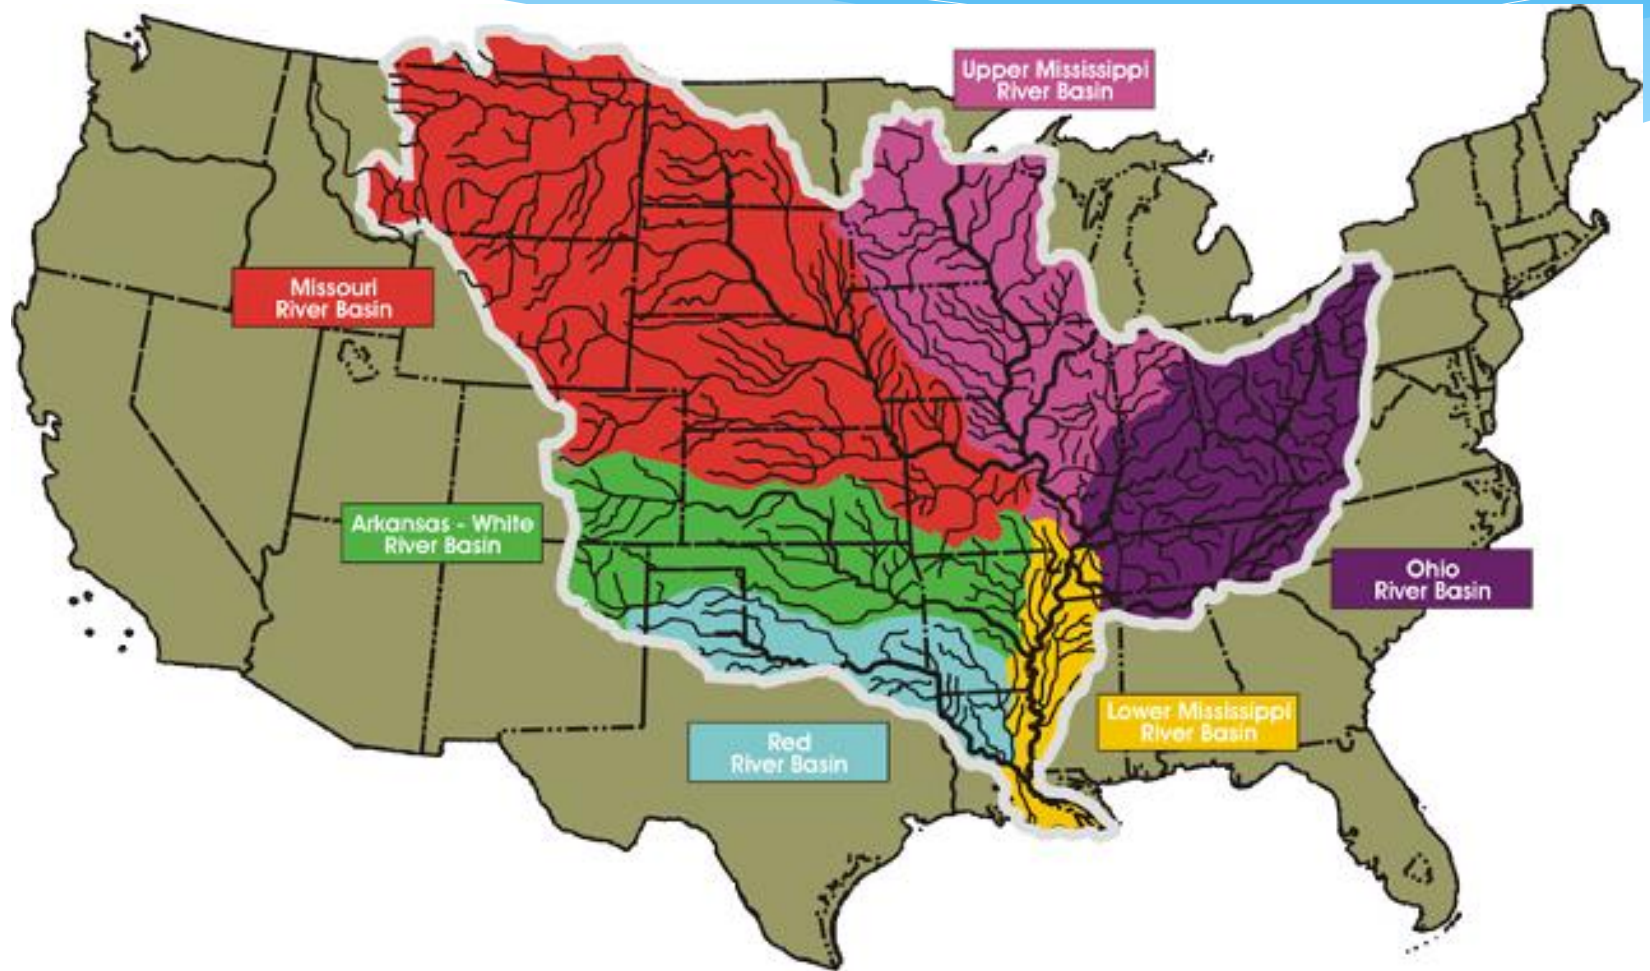 Upper Mississippi
River Basin
Missouri
River Basin
Arkansas - White
River Basin
Ohio
River Basin
Lower Mississippi
River Basin
Red
River Basin